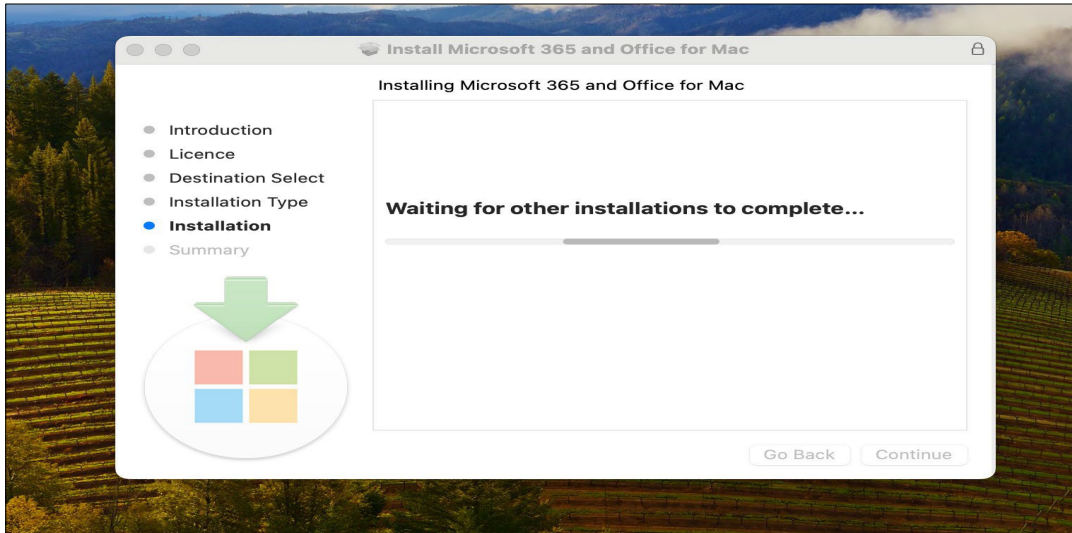 Install Microsoft 365 and Office for Mac
Installing Microsoft 365 and Office for Mac
Introduction
Licence
Destination Select
Installation Type
Installation
Summary
Waiting for other installations to complete...
Go Back
Continue